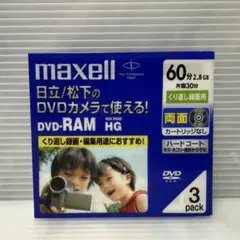 maxell
日立/松下の
DVDカメラで使える!
DVD-RAM HG
くり返し録画・編集用途におすすめ!
60分 2.8GB
片面30分
くり返し録画用
両面
カートリッジなし
ハードコート
DVD
3
pack